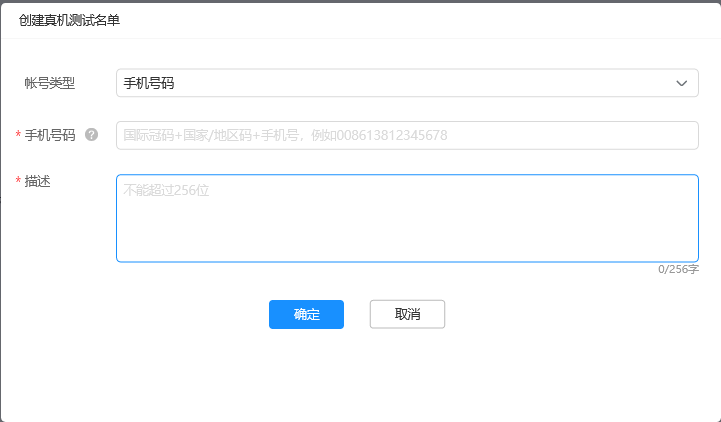 创建真机测试名单
帐号类型
手机号码
* 手机号码 ?
国际冠码+国家/地区码+手机号，例如008613812345678
* 描述
不能超过256位
0/256字
确定
取消